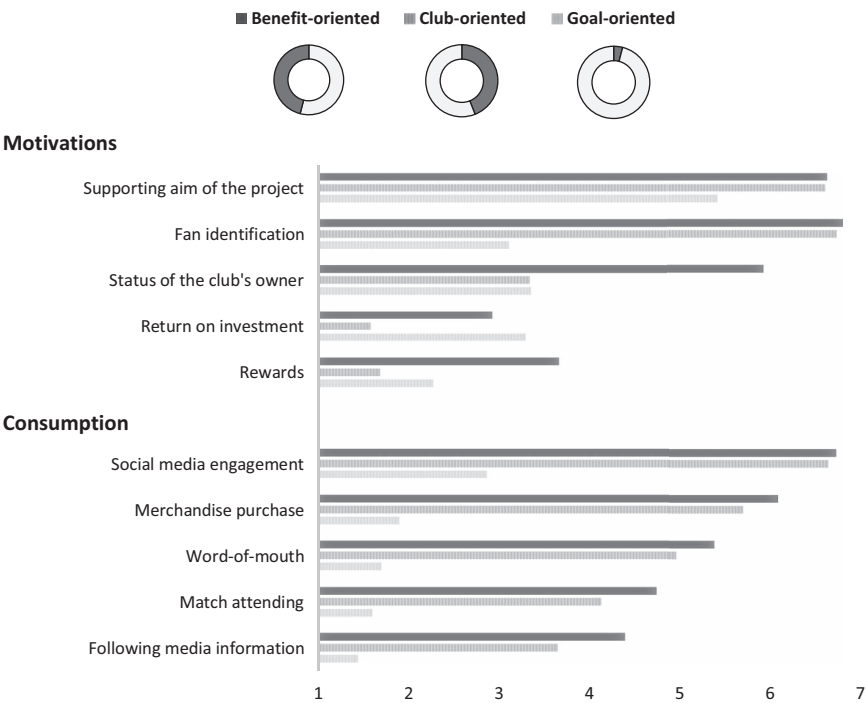 Benefit-oriented Club-oriented Goal-oriented
Motivations
Supporting aim of the project
Fan identification
Status of the club's owner
Return on investment
Rewards
Consumption
Social media engagement
Merchandise purchase
Word-of-mouth
Match attending
Following media information
1 2 3 4 5 6 7